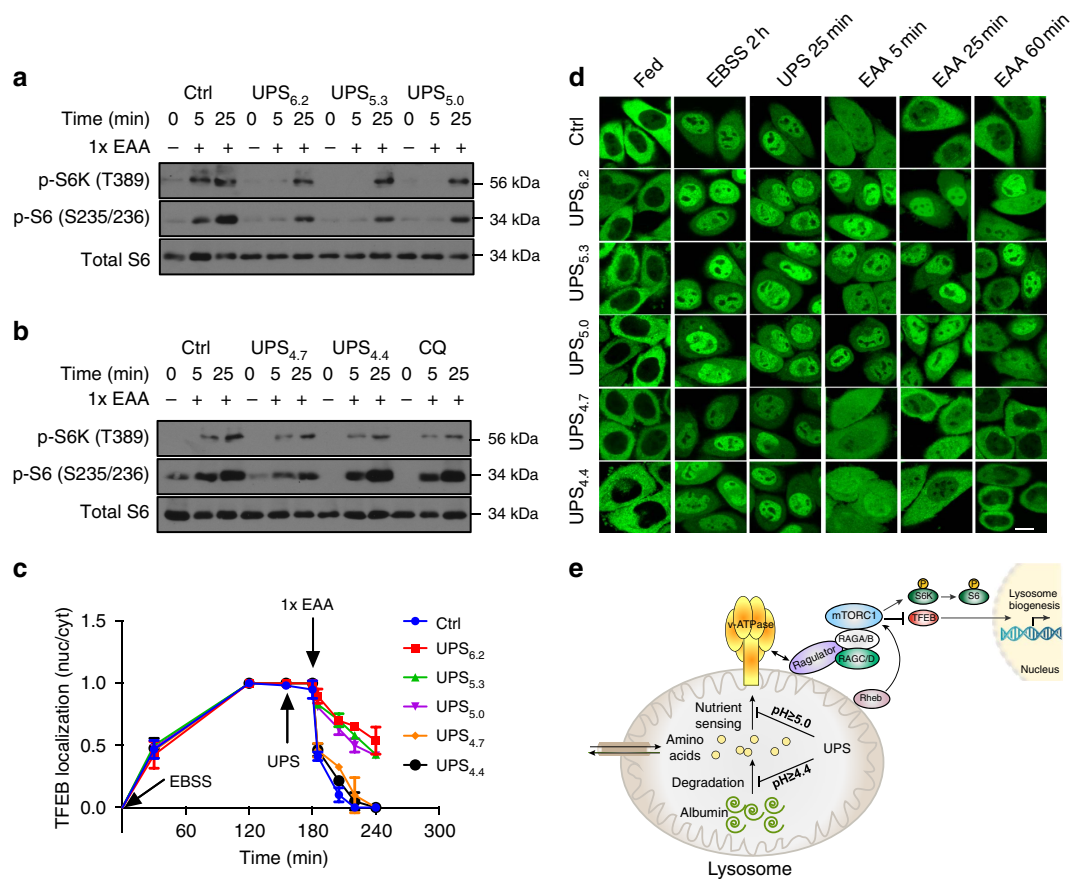 a
Ctrl UPS6.2 UPS5.3 UPS5.0
Time (min) 0 5 25 0 5 25 0 5 25 0 5 25
1x EAA – + + – + + – + + – + +
p-S6K (T389) 56 kDa
p-S6 (S235/236) 34 kDa
Total S6 34 kDa
b
Ctrl UPS4.7 UPS4.4 CQ
Time (min) 0 5 25 0 5 25 0 5 25 0 5 25
1x EAA – + + – + + – + + – + +
p-S6K (T389) 56 kDa
p-S6 (S235/236) 34 kDa
Total S6 34 kDa
c
TFEB localization (nuc/cyt)
1.5
1.0
0.5
0.0
60 120 180 240 300
Time (min)
1x EAA
EBSS
UPS
Ctrl
UPS6.2
UPS5.3
UPS5.0
UPS4.7
UPS4.4
d
Fed EBSS 2 h UPS 25 min EAA 5 min EAA 25 min EAA 60 min
Ctrl
UPS6.2
UPS5.3
UPS5.0
UPS4.7
UPS4.4
e
v-ATPase
Ragulator
mTORC1
RAGA/B
RAGC/D
Rheb
P P
S6K S6
TFEB
Lysosome
biogenesis
Nucleus
Nutrient
sensing
pH≥5.0
Amino
acids
UPS
Degradation
pH≥4.4
Albumin
Lysosome